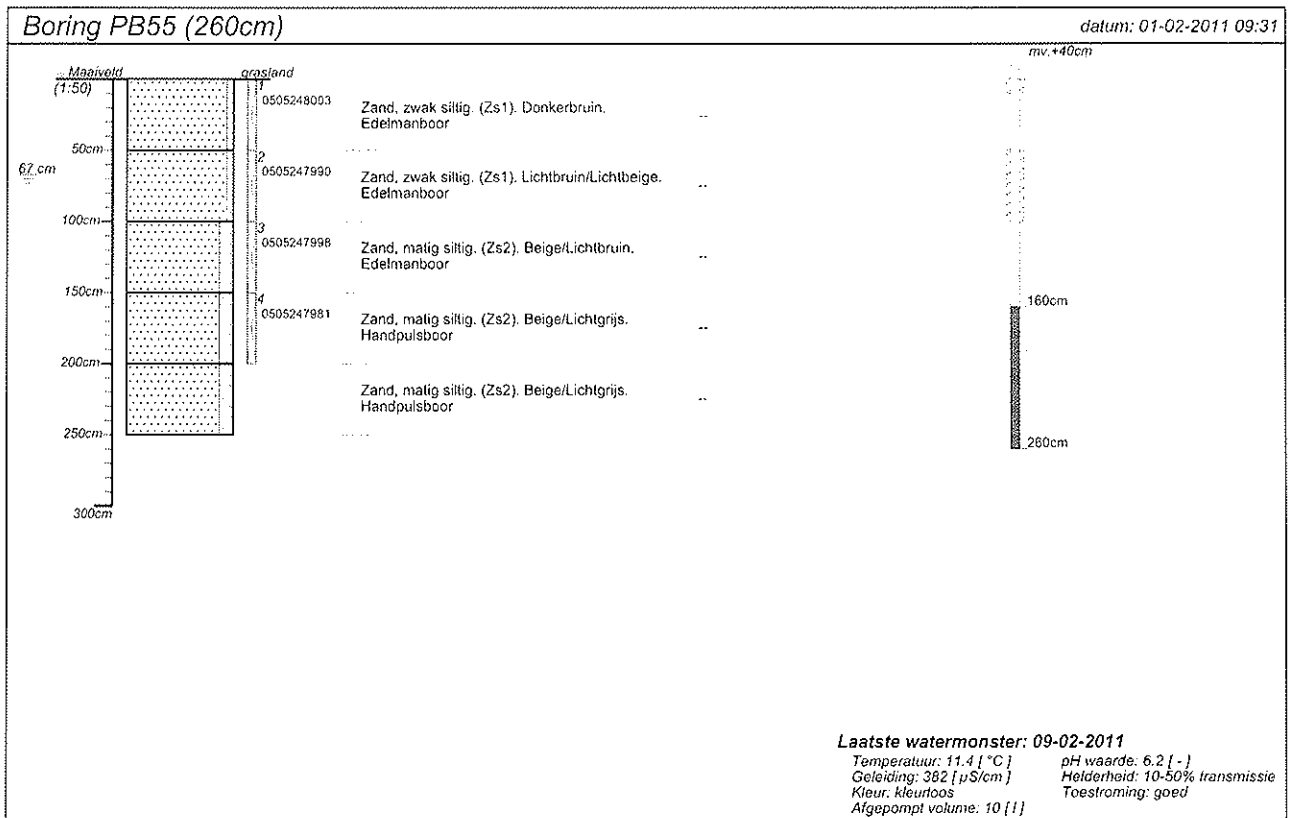 Boring PB55 (260cm)
datum: 01-02-2011 09:31
mv.+40cm
Maaiveld
grasland
(1:50)
1
0505248003
Zand, zwak siltig. (Zs1). Donkerbruin.
Edelmanboor
--
50cm
67 cm
2
0505247990
Zand, zwak siltig. (Zs1). Lichtbruin/Lichtbeige.
Edelmanboor
--
100cm
3
0505247998
Zand, matig siltig. (Zs2). Beige/Lichtbruin.
Edelmanboor
--
150cm
4
0505247981
Zand, matig siltig. (Zs2). Beige/Lichtgrijs.
Handpulsboor
--
160cm
200cm
Zand, matig siltig. (Zs2). Beige/Lichtgrijs.
Handpulsboor
--
250cm
260cm
300cm
Laatste watermonster: 09-02-2011
Temperatuur: 11.4 [ °C ]
pH waarde: 6.2 [ - ]
Geleiding: 382 [ µS/cm ]
Helderheid: 10-50% transmissie
Kleur: kleurloos
Toestroming: goed
Afgepompt volume: 10 [ l ]